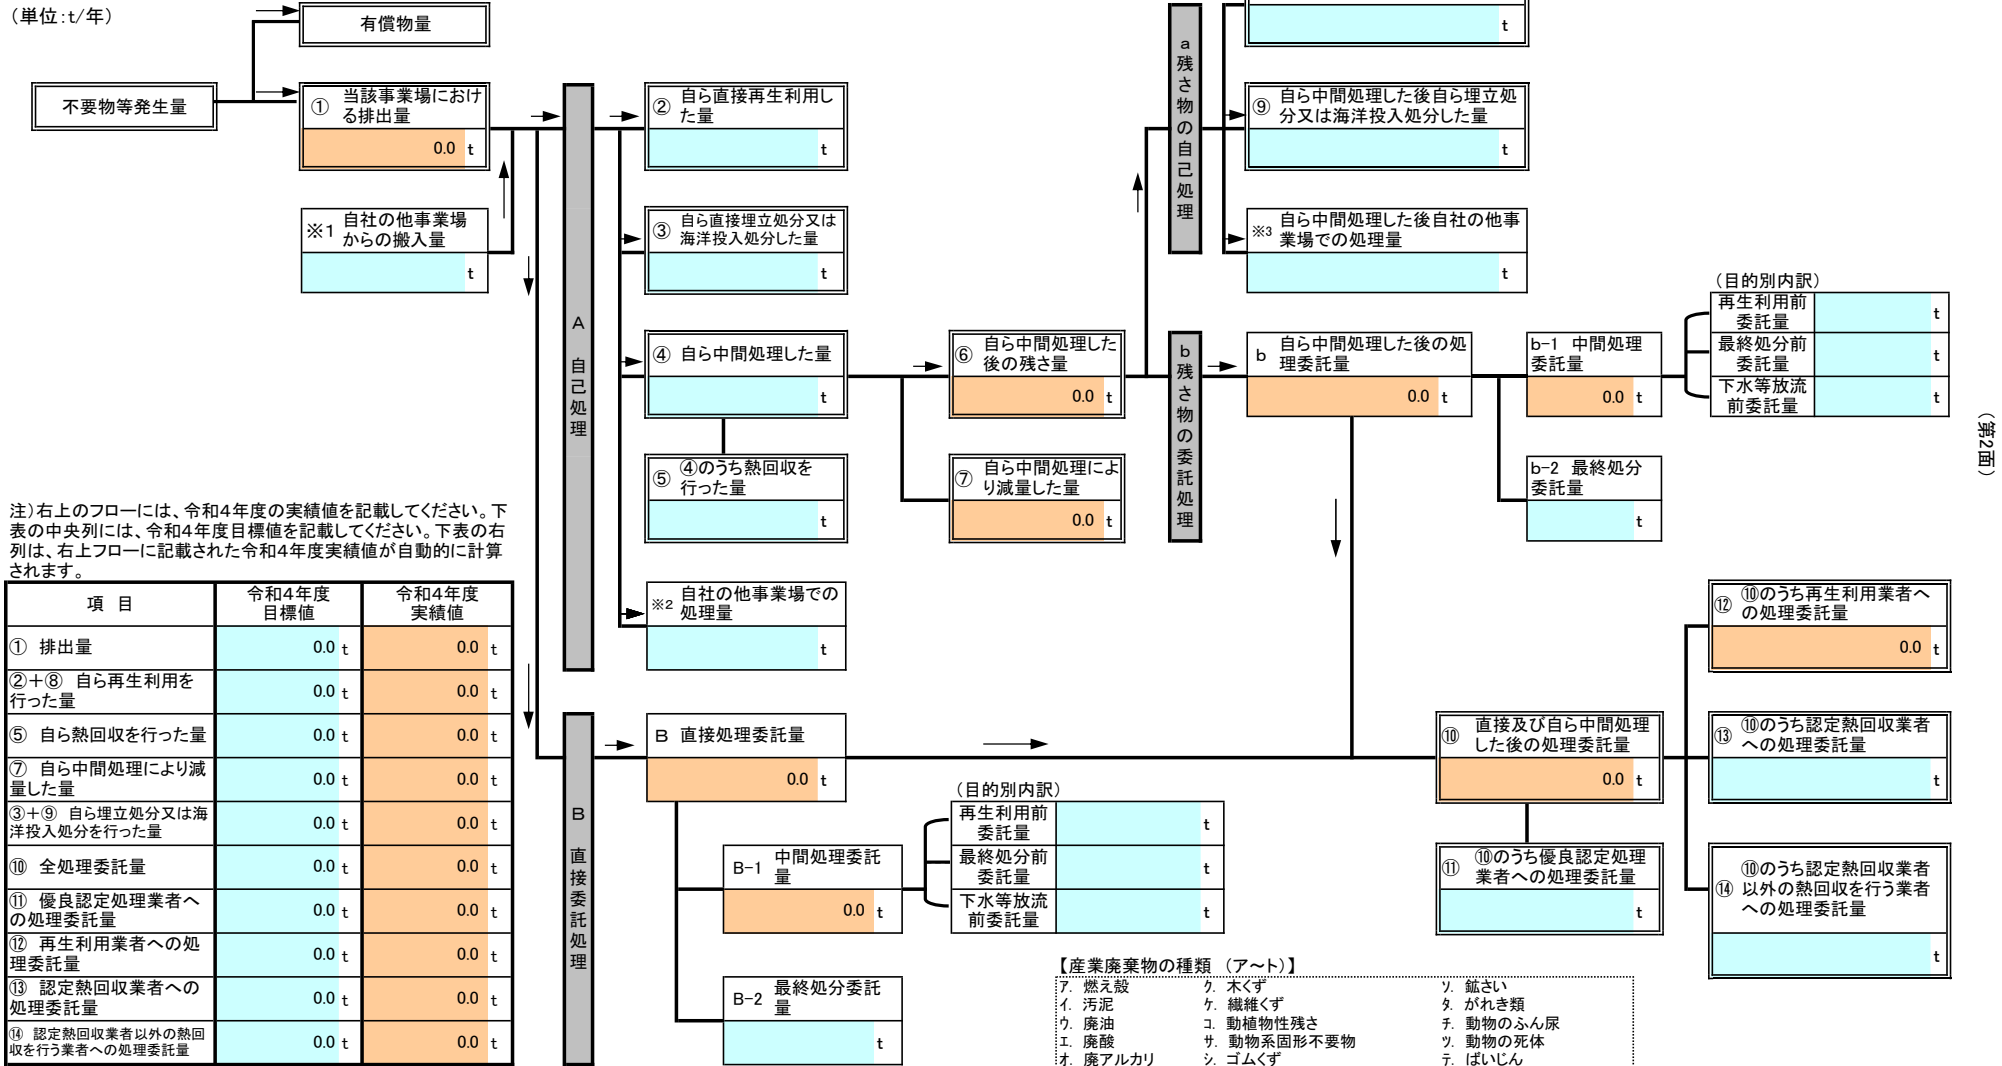 (単位:t/年)
有償物量
不要物等発生量
① 当該事業場におけ
る排出量
0.0 t
※1 自社の他事業場
からの搬入量
t
A 自己処理
② 自ら直接再生利用し
た量
t
③ 自ら直接埋立処分又は
海洋投入処分した量
t
④ 自ら中間処理した量
t
⑤ ④のうち熱回収を
行った量
t
※2 自社の他事業場での
処理量
t
⑥ 自ら中間処理した
後の残さ量
0.0 t
⑦ 自ら中間処理によ
り減量した量
0.0 t
a 残さ物の自己処理
t
⑨ 自ら中間処理した後自ら埋立処
分又は海洋投入処分した量
t
※3 自ら中間処理した後自社の他事
業場での処理量
t
b 残さ物の委託処理
b 自ら中間処理した後の処
理委託量
0.0 t
b-1 中間処理
委託量
0.0 t
b-2 最終処分
委託量
t
(目的別内訳)
再生利用前
委託量
t
最終処分前
委託量
t
下水等放流
前委託量
t
(第2面)
注)右上のフローには、令和4年度の実績値を記載してください。下
表の中央列には、令和4年度目標値を記載してください。下表の右
列は、右上フローに記載された令和4年度実績値が自動的に計算
されます。
項 目 令和4年度
目標値 令和4年度
実績値
① 排出量 0.0 t 0.0 t
②+⑧ 自ら再生利用を
行った量 0.0 t 0.0 t
⑤ 自ら熱回収を行った量 0.0 t 0.0 t
⑦ 自ら中間処理により減
量した量 0.0 t 0.0 t
③+⑨ 自ら埋立処分又は海
洋投入処分を行った量 0.0 t 0.0 t
⑩ 全処理委託量 0.0 t 0.0 t
⑪ 優良認定処理業者へ
の処理委託量 0.0 t 0.0 t
⑫ 再生利用業者への処
理委託量 0.0 t 0.0 t
⑬ 認定熱回収業者への
処理委託量 0.0 t 0.0 t
⑭ 認定熱回収業者以外の熱回
収を行う業者への処理委託量 0.0 t 0.0 t
B 直接委託処理
B 直接処理委託量
0.0 t
B-1 中間処理委託
量
0.0 t
B-2 最終処分委託
量
t
(目的別内訳)
再生利用前
委託量
t
最終処分前
委託量
t
下水等放流
前委託量
t
⑩ 直接及び自ら中間処理
した後の処理委託量
0.0 t
⑪ ⑩のうち優良認定処理
業者への処理委託量
t
⑫ ⑩のうち再生利用業者へ
の処理委託量
0.0 t
⑬ ⑩のうち認定熱回収業者
への処理委託量
t
⑭ ⑩のうち認定熱回収業者
以外の熱回収を行う業者
への処理委託量
t
【産業廃棄物の種類 (ア～ト)】
ア. 燃え殻 ク. 木くず ソ. 鉱さい
イ. 汚泥 ケ. 繊維くず タ. がれき類
ウ. 廃油 コ. 動植物性残さ チ. 動物のふん尿
エ. 廃酸 サ. 動物系固形不要物 ツ. 動物の死体
オ. 廃アルカリ シ. ゴムくず テ. ばいじん